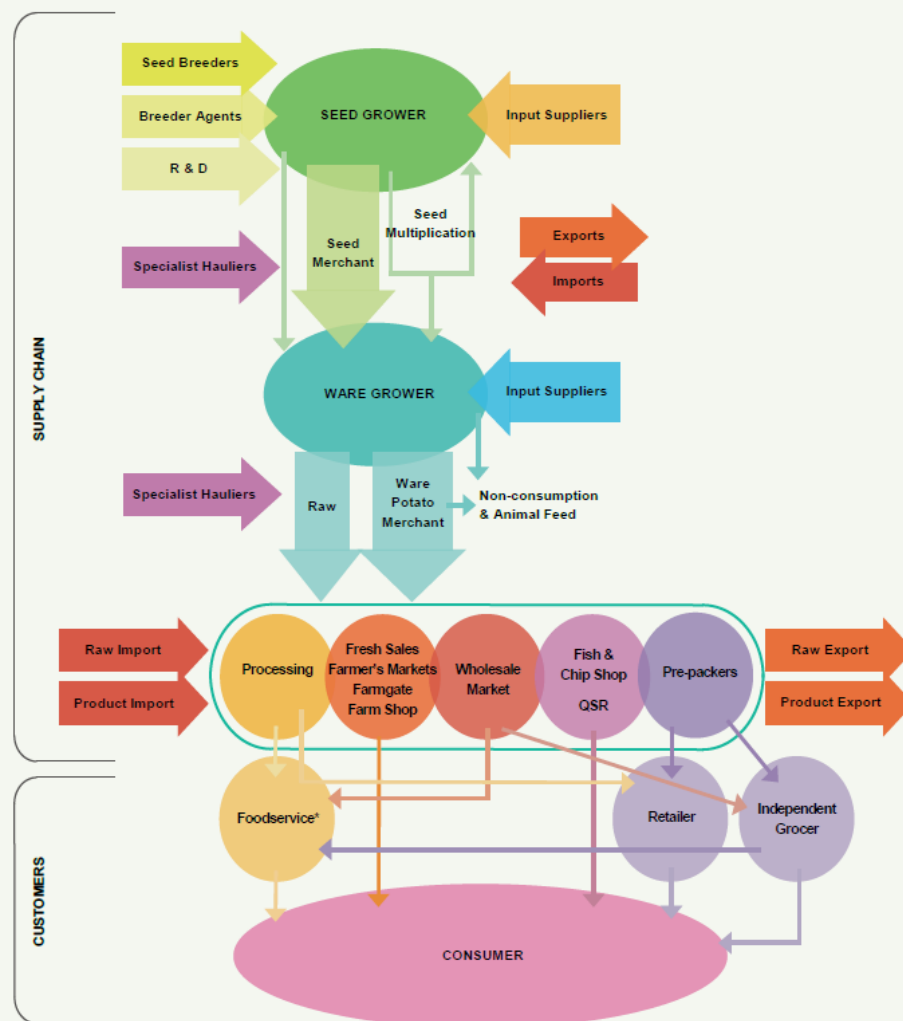 SUPPLY CHAIN
Seed Breeders
Breeder Agents
R & D
SEED GROWER
Input Suppliers
Seed
Multiplication
Seed
Merchant
Specialist Hauliers
Exports
Imports
WARE GROWER
Input Suppliers
Specialist Hauliers
Raw
Ware
Potato
Merchant
Non-consumption
& Animal Feed
Raw Import
Product Import
Processing
Fresh Sales
Farmer's Markets
Farmgate
Farm Shop
Wholesale
Market
Fish &
Chip Shop
QSR
Pre-packers
Raw Export
Product Export
CUSTOMERS
Foodservice*
Retailer
Independent
Grocer
CONSUMER